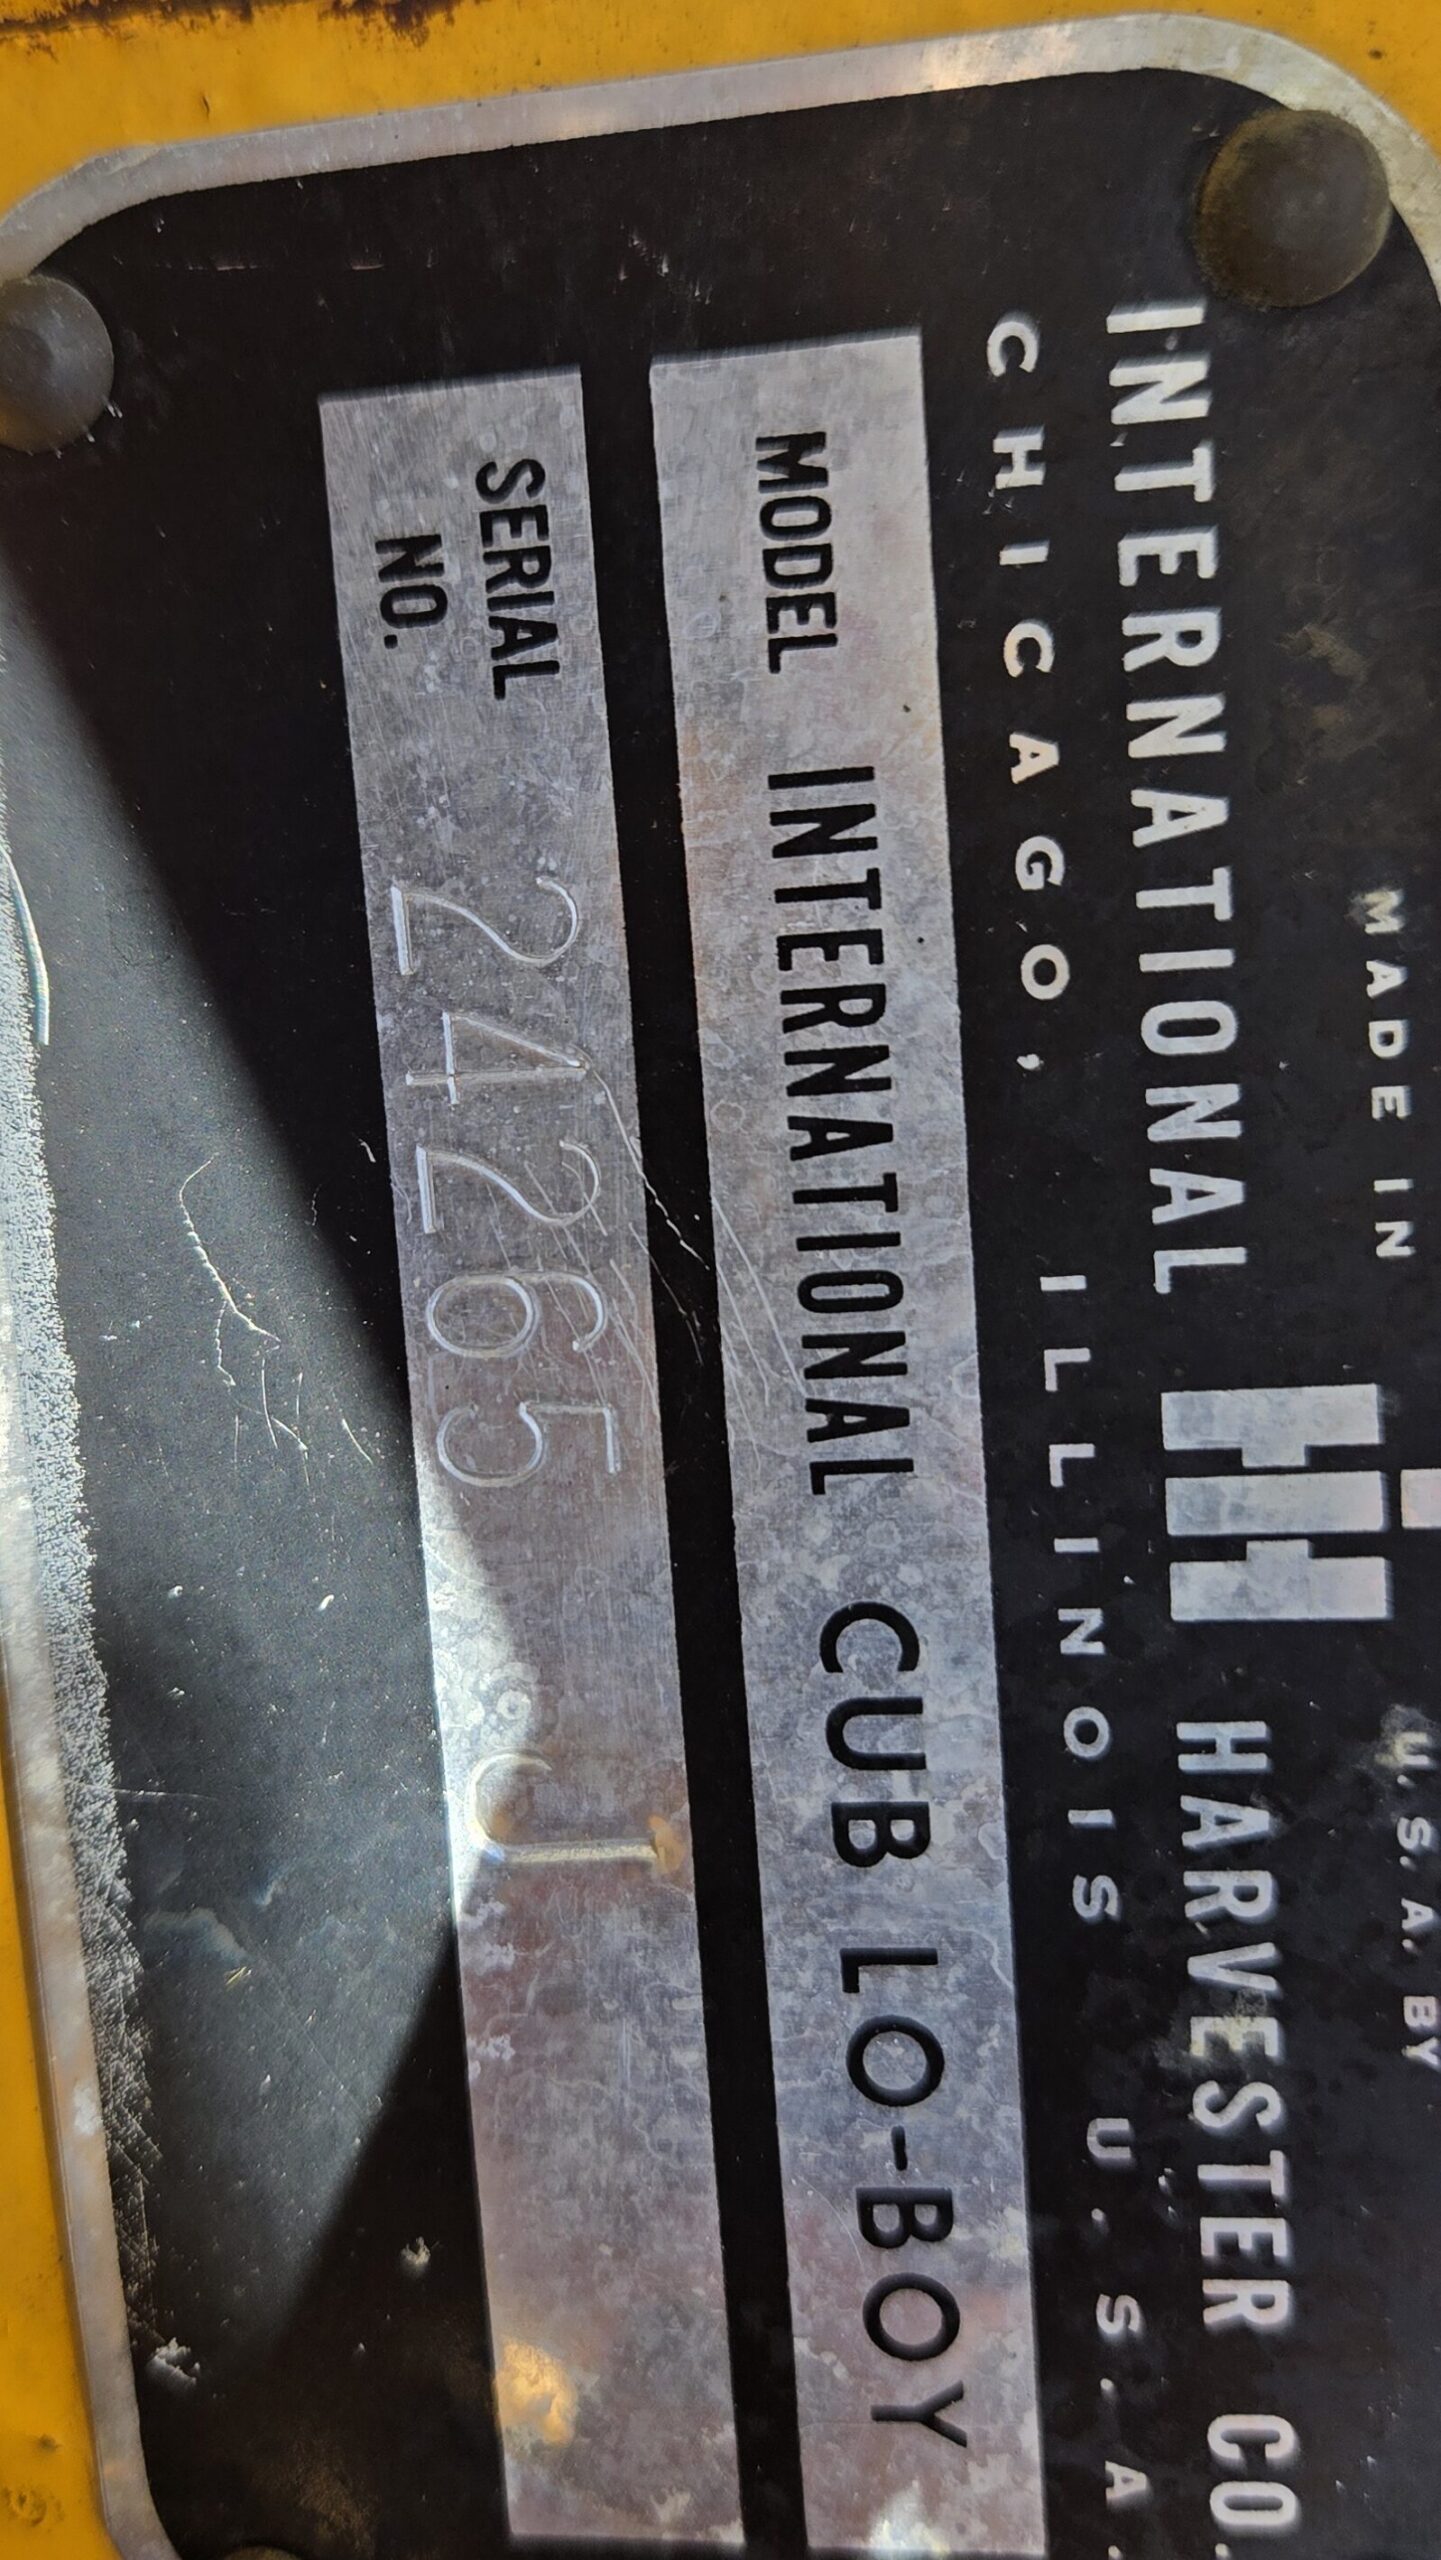 MADE IN U.S.A. BY
INTERNATIONAL HARVESTER CO.
CHICAGO, ILLINOIS U.S.A.
MODEL INTERNATIONAL CUB LO-BOY
SERIAL NO. 24265 J